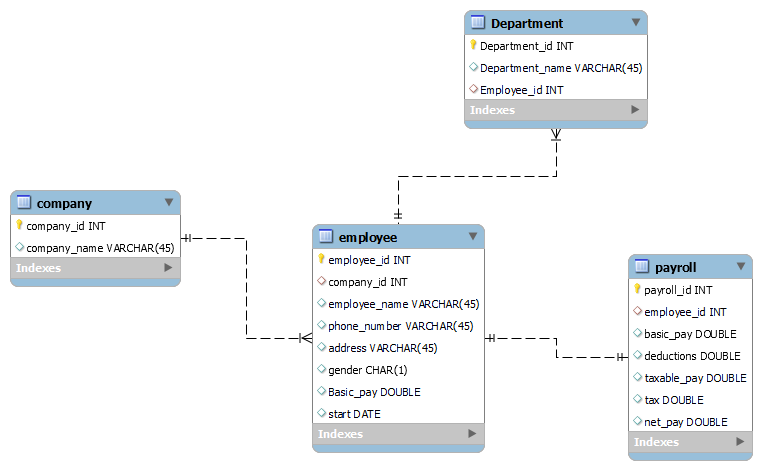 Department
Department_id INT
Department_name VARCHAR(45)
Employee_id INT
Indexes
company
company_id INT
company_name VARCHAR(45)
Indexes
employee
employee_id INT
company_id INT
employee_name VARCHAR(45)
phone_number VARCHAR(45)
address VARCHAR(45)
gender CHAR(1)
Basic_pay DOUBLE
start DATE
Indexes
payroll
payroll_id INT
employee_id INT
basic_pay DOUBLE
deductions DOUBLE
taxable_pay DOUBLE
tax DOUBLE
net_pay DOUBLE
Indexes